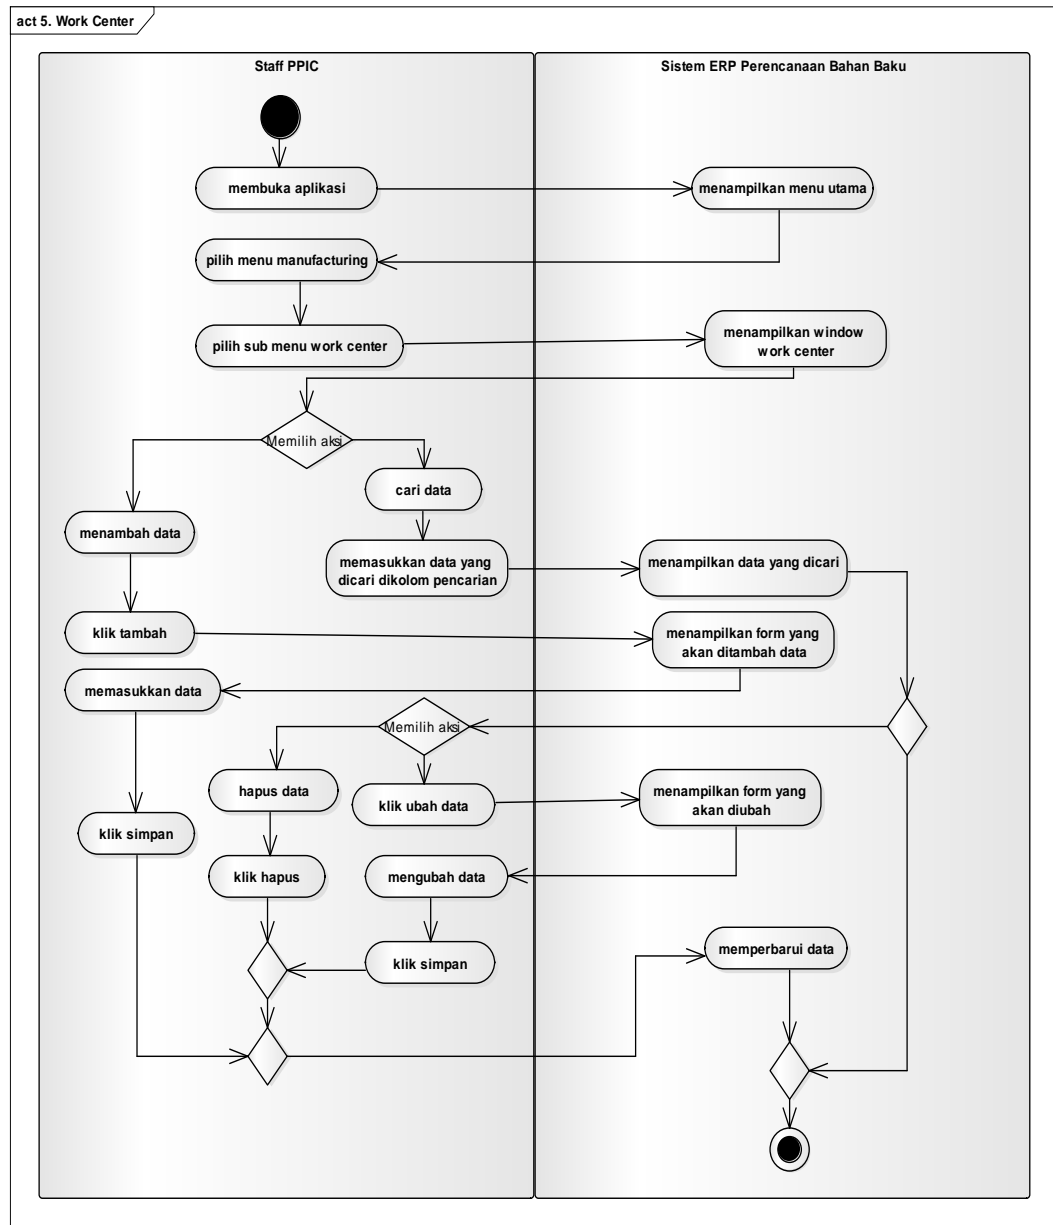 act 5. Work Center
Staff PPIC
Sistem ERP Perencanaan Bahan Baku
membuka aplikasi
menampilkan menu utama
pilih menu manufacturing
pilih sub menu work center
menampilkan window
work center
Memilih aksi
cari data
menambah data
memasukkan data yang
dicari dikolom pencarian
menampilkan data yang dicari
klik tambah
menampilkan form yang
akan ditambah data
memasukkan data
Memilih aksi
hapus data
klik ubah data
menampilkan form yang
akan diubah
klik simpan
klik hapus
mengubah data
klik simpan
memperbarui data